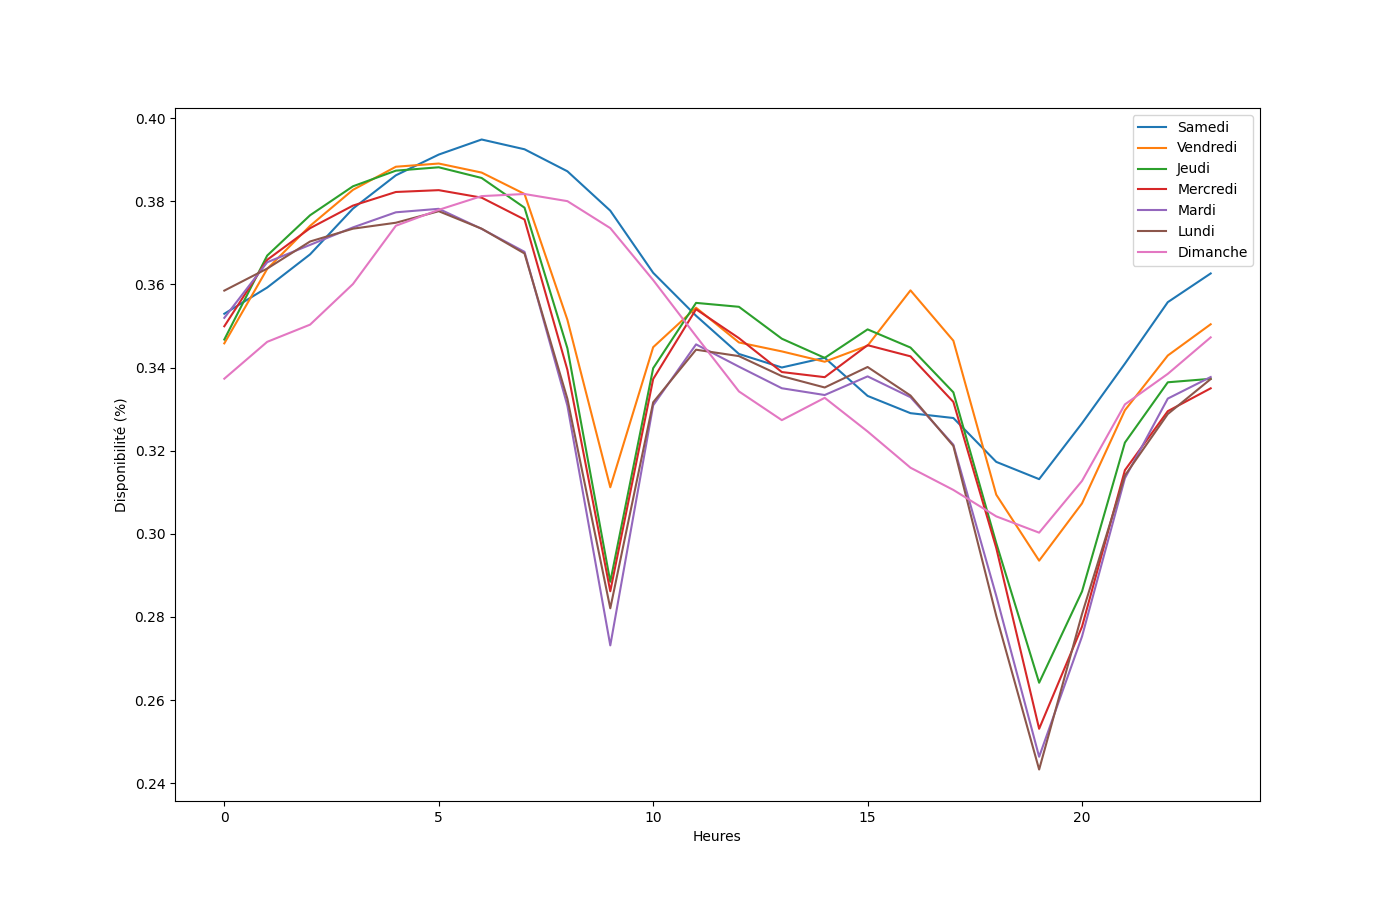 0.40
0.38
0.36
0.34
0.32
0.30
0.28
0.26
0.24
Disponibilité (%)
0 5 10 15 20
Heures
Samedi
Vendredi
Jeudi
Mercredi
Mardi
Lundi
Dimanche